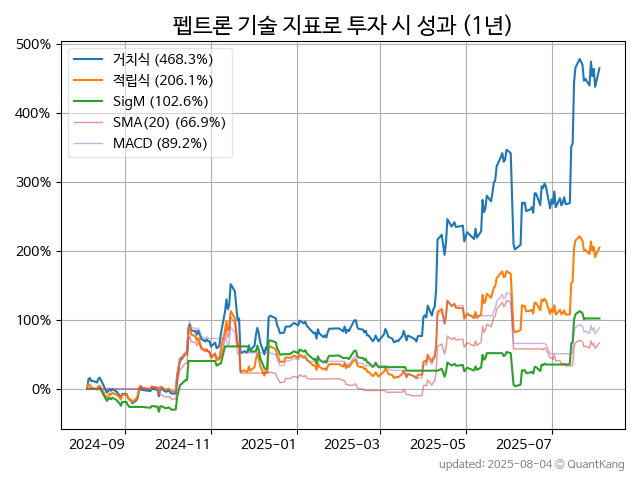 펩트론 기술 지표로 투자 시 성과 (1년)
500%
400%
300%
200%
100%
0%
거치식 (468.3%)
적립식 (206.1%)
SigM (102.6%)
SMA(20) (66.9%)
MACD (89.2%)
2024-09 2024-11 2025-01 2025-03 2025-05 2025-07
updated: 2025-08-04 © QuantKang